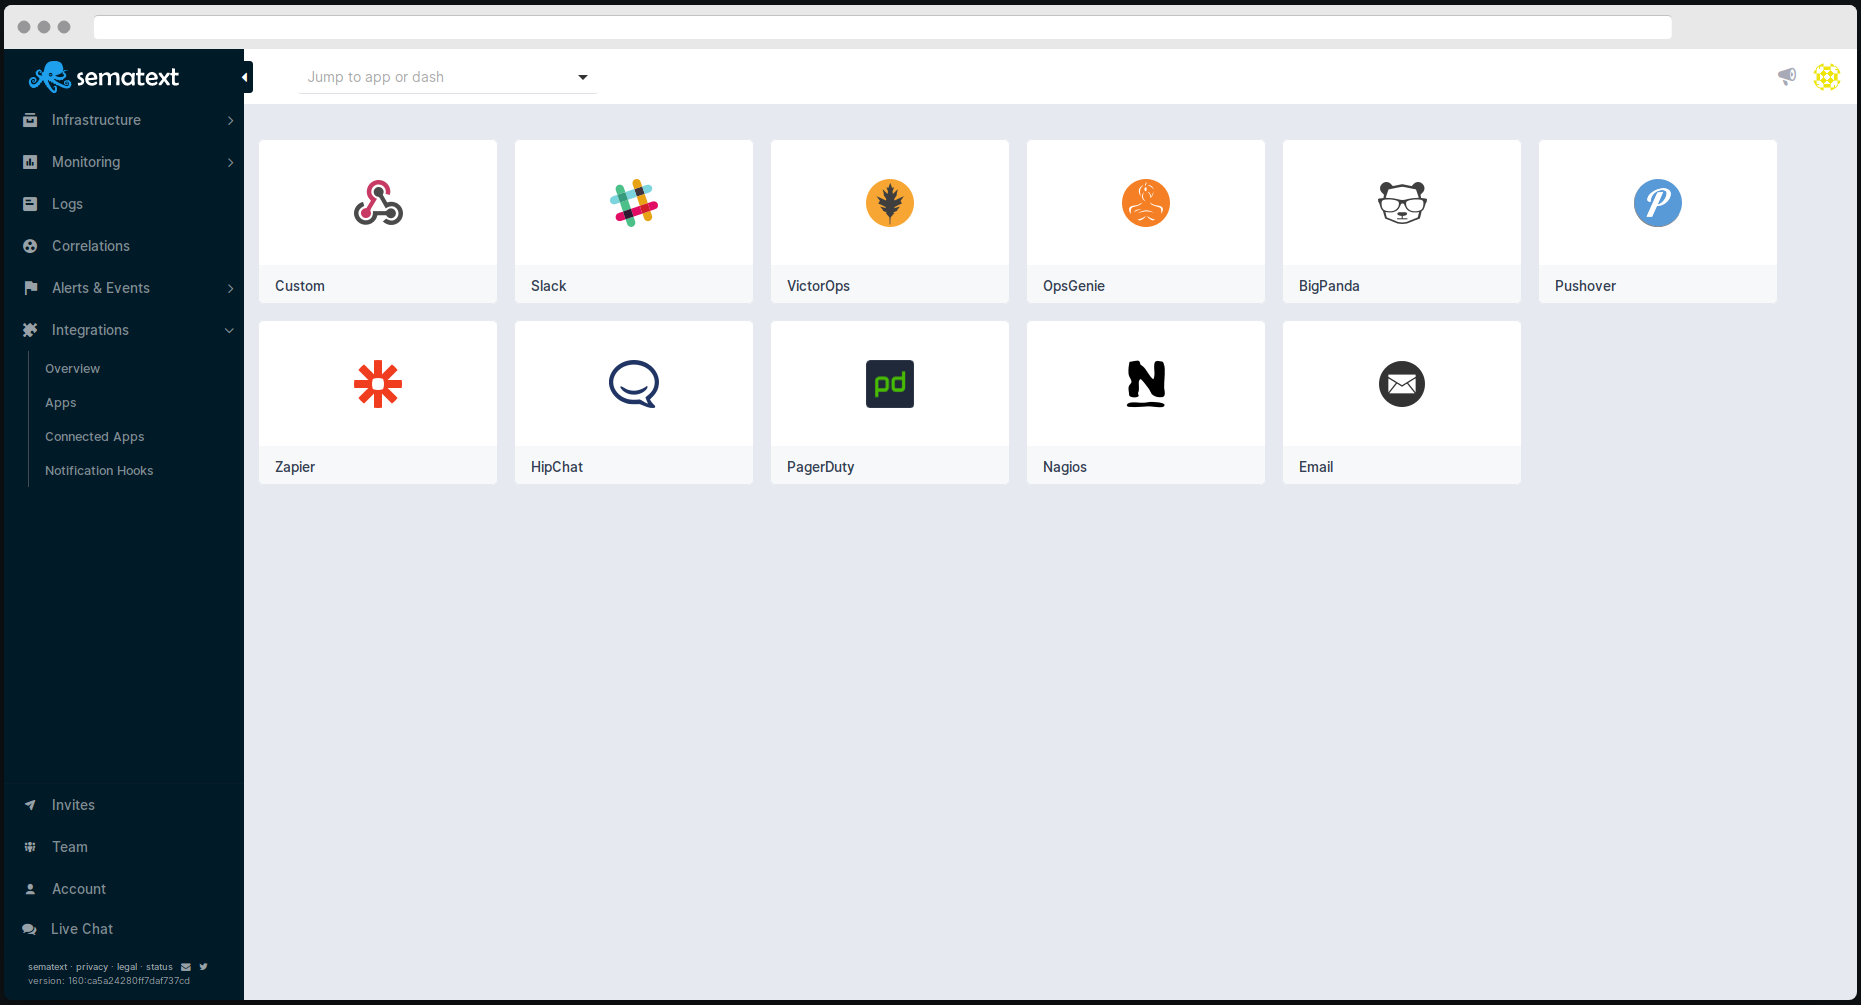 sematext
Jump to app or dash
Infrastructure
Monitoring
Logs
Correlations
Alerts & Events
Integrations
Overview
Apps
Connected Apps
Notification Hooks
Invites
Team
Account
Live Chat
sematext · privacy · legal · status
version: 160:ca5a24280ff7daf737cd
Custom
Slack
VictorOps
OpsGenie
BigPanda
Pushover
Zapier
HipChat
pd
PagerDuty
N
Nagios
Email